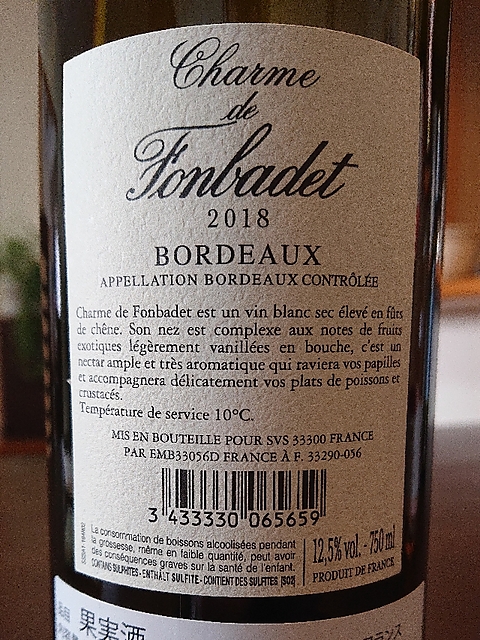 Charme
de
Fonbadet
2018
BORDEAUX
APPELLATION BORDEAUX CONTRÔLÉE
Charme de Fonbadet est un vin blanc sec élevé en fûts
de chêne. Son nez est complexe aux notes de fruits
exotiques légèrement vanillées en bouche, c'est un
nectar ample et très aromatique qui raviera vos papilles
et accompagnera délicatement vos plats de poissons et
crustacés.
Température de service 10°C.
MIS EN BOUTEILLE POUR SVS 33300 FRANCE
PAR EMB33056D FRANCE À F. 33290-056
3 433330 065659
La consommation de boissons alcoolisées pendant
la grossesse, même en faible quantité, peut avoir
des conséquences graves sur la santé de l'enfant.
CONTAINS SULPHITES - ENTHÄLT SULFITE - CONTIENT DES SULFITES (SO2)
12,5% vol. - 750 ml
PRODUIT DE FRANCE
果実酒
フランス